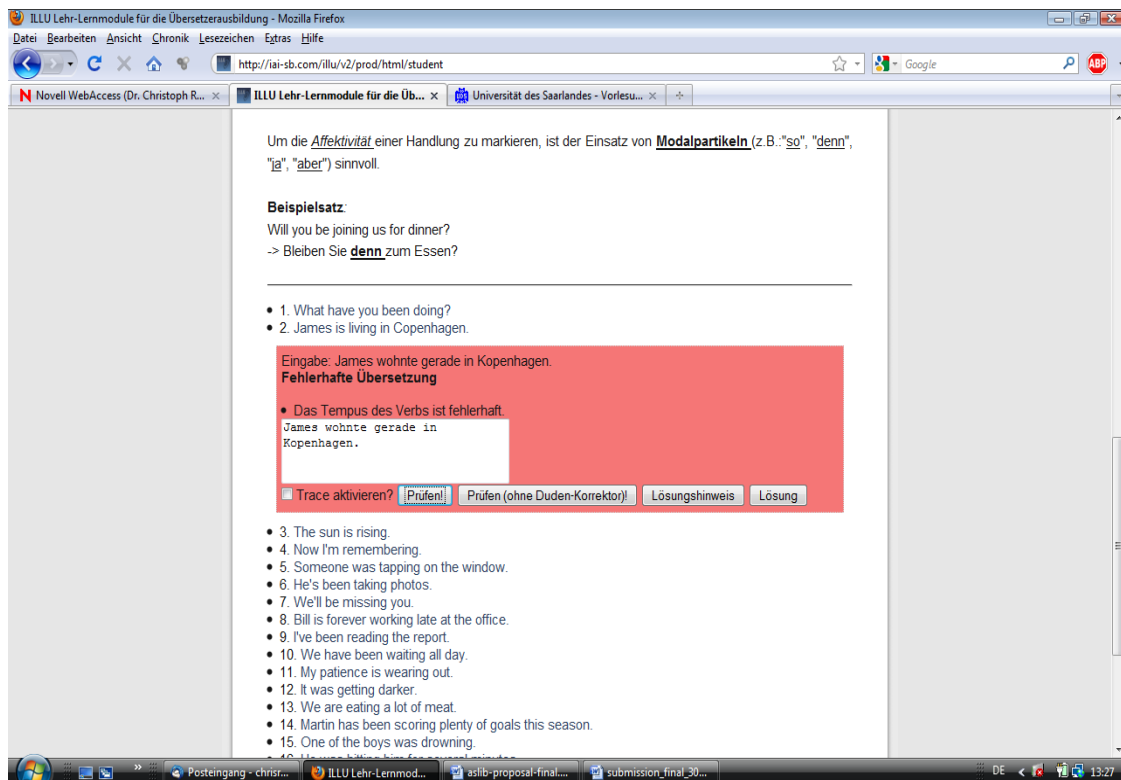 ILLU Lehr-Lernmodule für die Übersetzerausbildung - Mozilla Firefox
Datei Bearbeiten Ansicht Chronik Lesezeichen Extras Hilfe
http://iai-sb.com/illu/v2/prod/html/student
Google
ABP
Novell WebAccess (Dr. Christoph R...
ILLU Lehr-Lernmodule für die Üb...
Universität des Saarlandes - Vorlesu...
Um die Affektivität einer Handlung zu markieren, ist der Einsatz von Modalpartikeln (z.B.:"so", "denn",
"ja", "aber") sinnvoll.
Beispielsatz:
Will you be joining us for dinner?
-> Bleiben Sie denn zum Essen?
• 1. What have you been doing?
• 2. James is living in Copenhagen.
Eingabe: James wohnte gerade in Kopenhagen.
Fehlerhafte Übersetzung
• Das Tempus des Verbs ist fehlerhaft.
James wohnte gerade in
Kopenhagen.
Trace aktivieren? Prüfen! Prüfen (ohne Duden-Korrektor)! Lösungshinweis Lösung
• 3. The sun is rising.
• 4. Now I'm remembering.
• 5. Someone was tapping on the window.
• 6. He's been taking photos.
• 7. We'll be missing you.
• 8. Bill is forever working late at the office.
• 9. I've been reading the report.
• 10. We have been waiting all day.
• 11. My patience is wearing out.
• 12. It was getting darker.
• 13. We are eating a lot of meat.
• 14. Martin has been scoring plenty of goals this season.
• 15. One of the boys was drowning.
Posteingang - chrisr... ILLU Lehr-Lernmod... aslib-proposal-final.... submission_final_30... DE 13:27